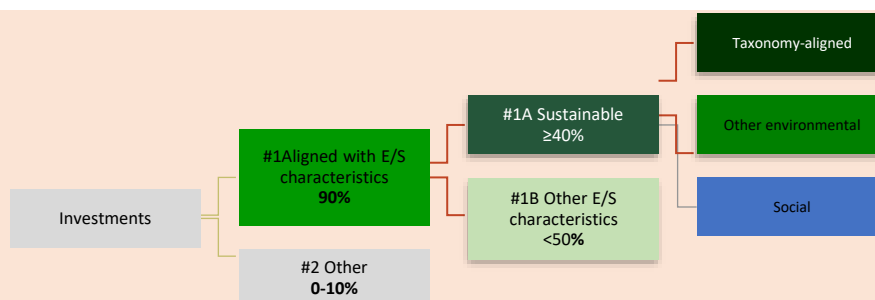 Investments
#1Aligned with E/S
characteristics
90%
#2 Other
0-10%
#1A Sustainable
≥40%
#1B Other E/S
characteristics
<50%
Taxonomy-aligned
Other environmental
Social